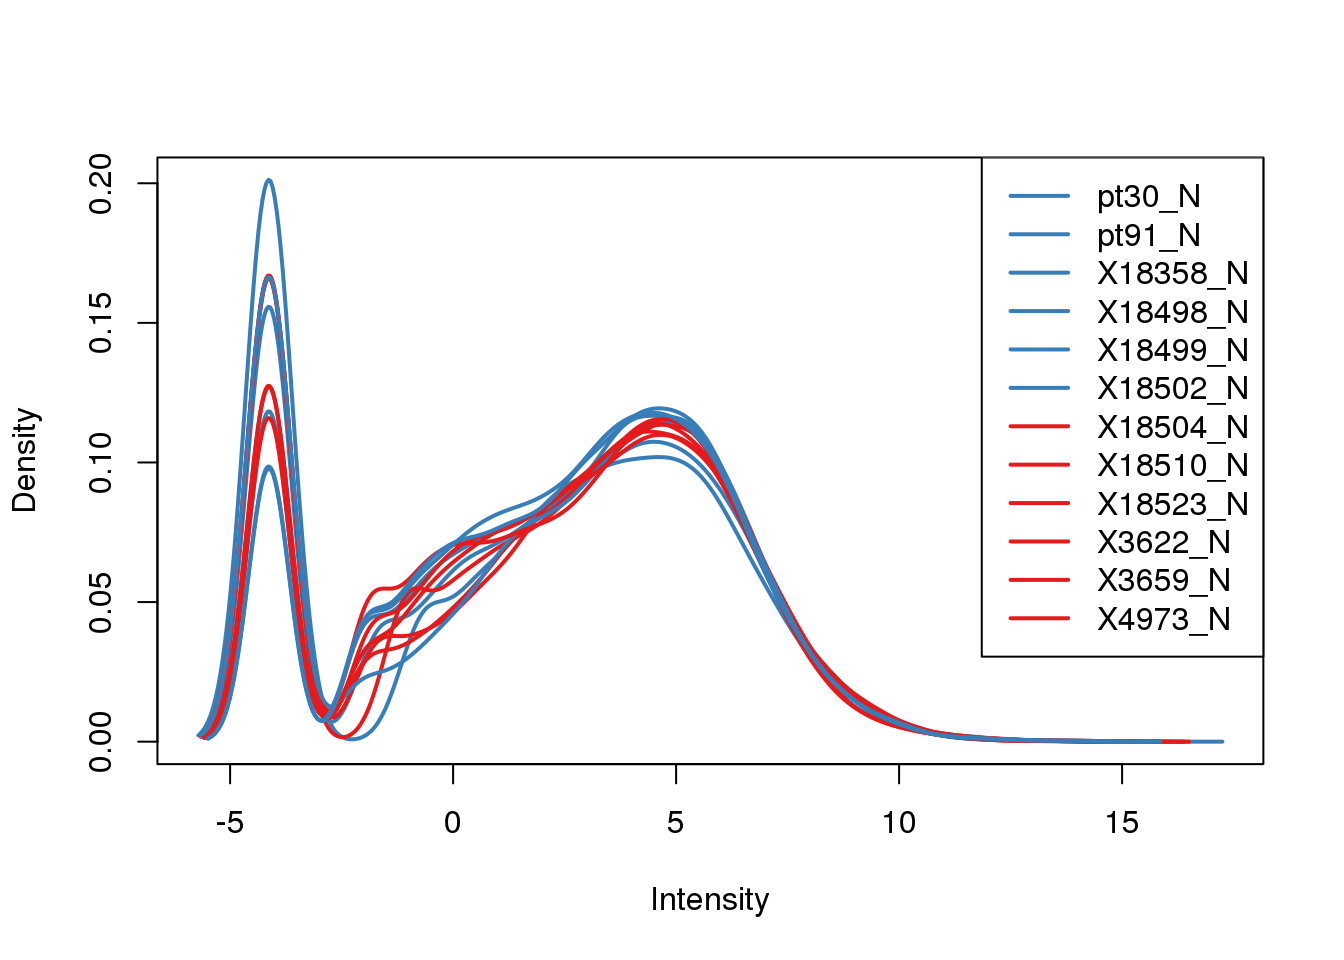 Density
0.20
0.15
0.10
0.05
0.00
-5 0 5 10 15
Intensity
pt30_N
pt91_N
X18358_N
X18498_N
X18499_N
X18502_N
X18504_N
X18510_N
X18523_N
X3622_N
X3659_N
X4973_N